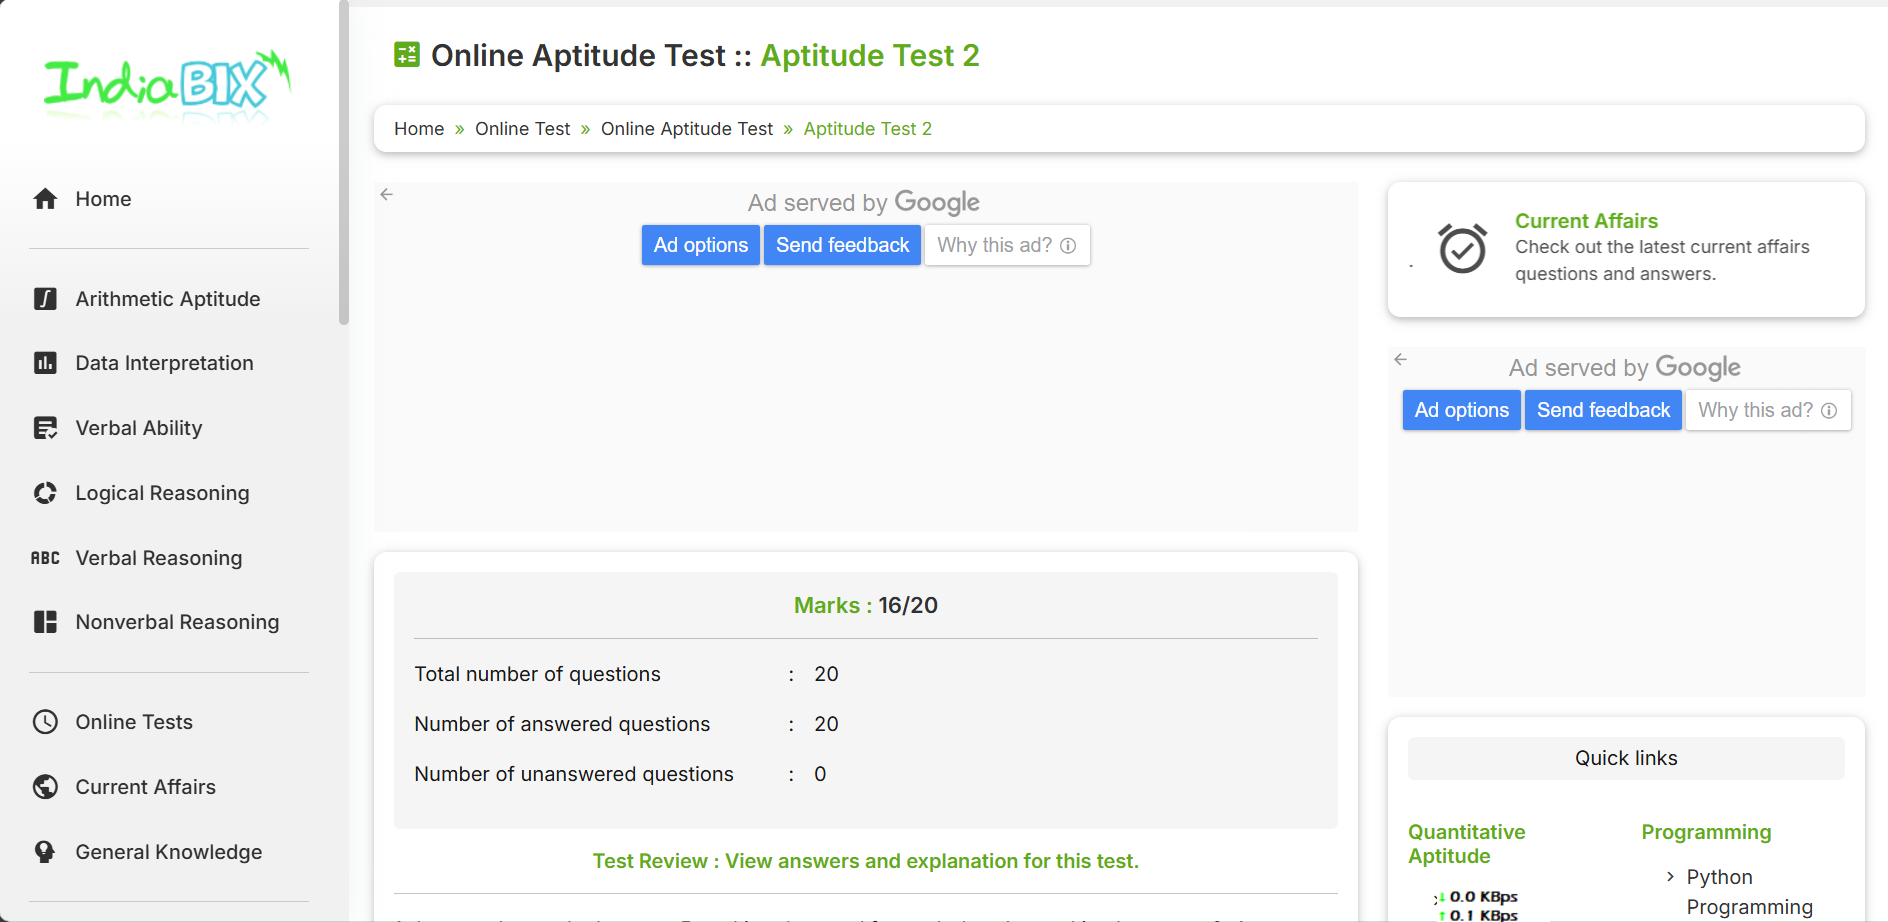 IndiaBIX
Home
Arithmetic Aptitude
Data Interpretation
Verbal Ability
Logical Reasoning
ABC Verbal Reasoning
Nonverbal Reasoning
Online Tests
Current Affairs
General Knowledge
Online Aptitude Test :: Aptitude Test 2
Home » Online Test » Online Aptitude Test » Aptitude Test 2
Ad served by Google
Ad options Send feedback Why this ad?
Marks : 16/20
Total number of questions : 20
Number of answered questions : 20
Number of unanswered questions : 0
Test Review : View answers and explanation for this test.
Current Affairs
Check out the latest current affairs
questions and answers.
Ad served by Google
Ad options Send feedback Why this ad?
Quick links
Quantitative
Aptitude
0.0 KBps
0.1 KBps
Programming
Python
Programming